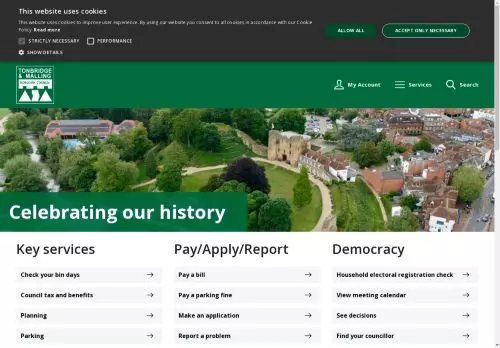 This website uses cookies
This website uses cookies to improve user experience. By using our website you consent to all cookies in accordance with our Cookie
Policy. Read more
STRICTLY NECESSARY
PERFORMANCE
SHOW DETAILS
ALLOW ALL
ACCEPT ONLY NECESSARY
TONBRIDGE
& MALLING
BOROUGH COUNCIL
My Account
Services
Search
Celebrating our history
Key services
Check your bin days
Council tax and benefits
Planning
Parking
Pay/Apply/Report
Pay a bill
Pay a parking fine
Make an application
Report a problem
Democracy
Household electoral registration check
View meeting calendar
See decisions
Find your councillor